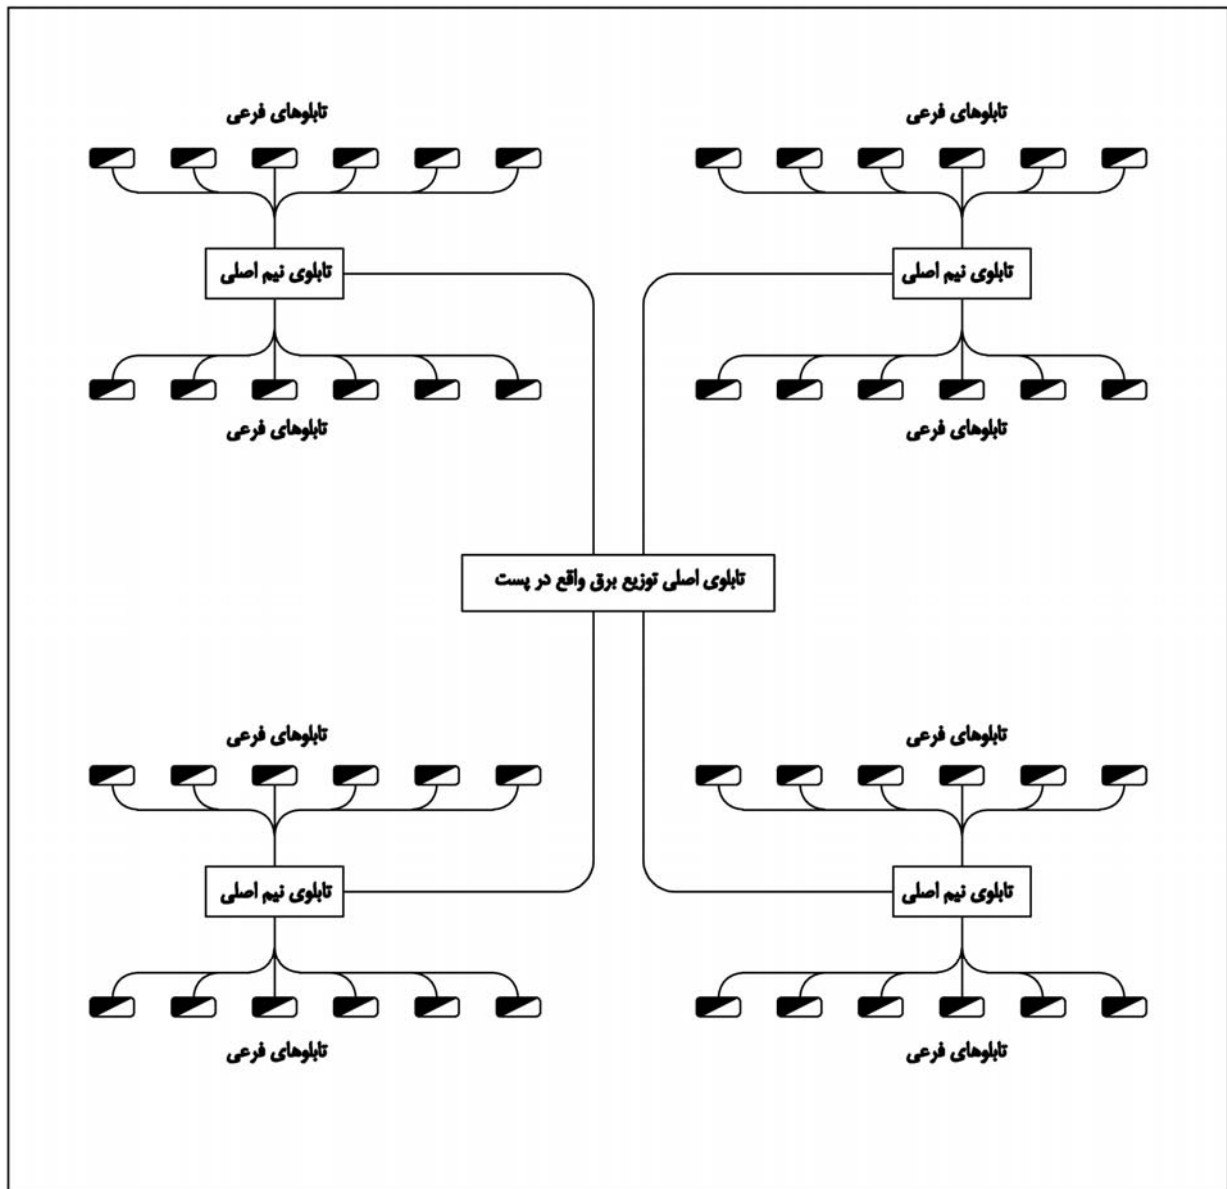 تابلوهای فرعی
تابلوهای فرعی
تابلوی نیم اصلی
تابلوی نیم اصلی
تابلوهای فرعی
تابلوهای فرعی
تابلوی اصلی توزیع برق واقع در پست
تابلوهای فرعی
تابلوهای فرعی
تابلوی نیم اصلی
تابلوی نیم اصلی
تابلوهای فرعی
تابلوهای فرعی